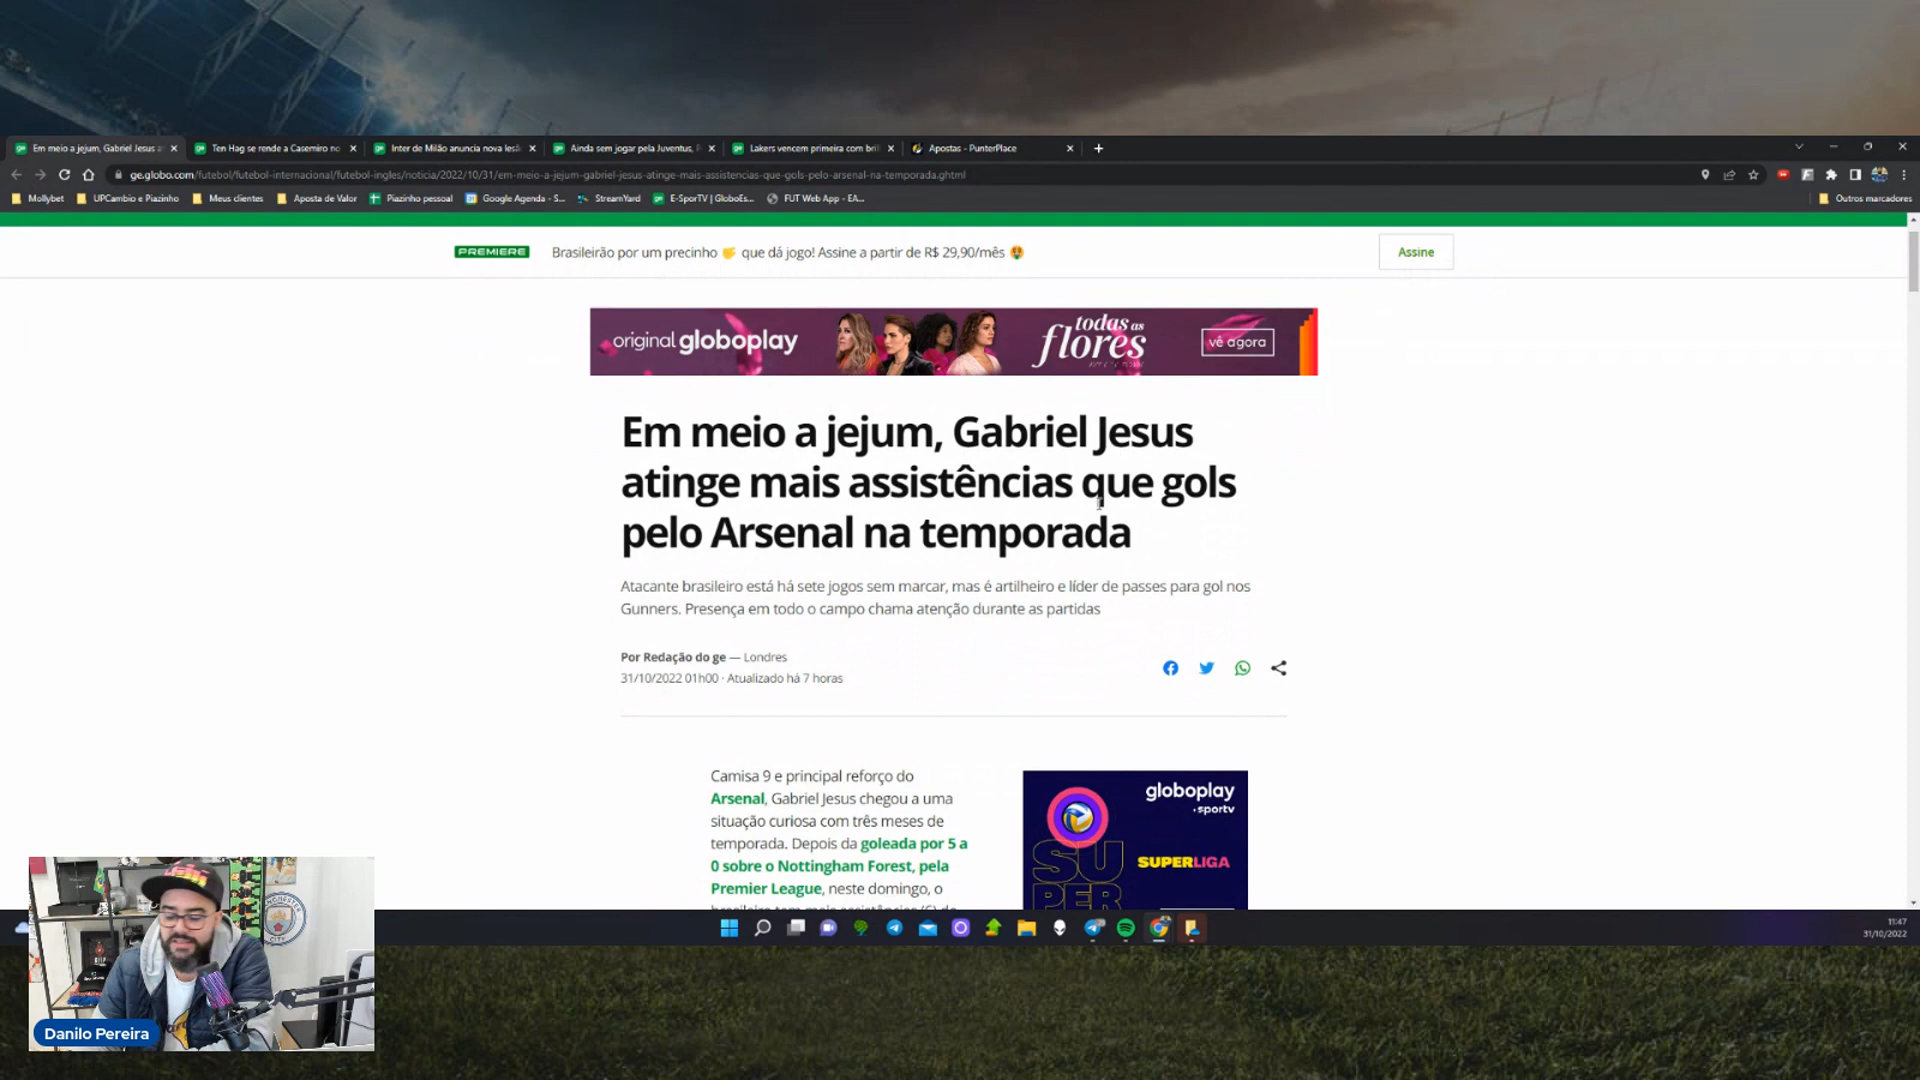 Em meio a jejum, Gabriel Jesus a
Ten Hag se rende a Casemiro no
Inter de Milão anuncia nova lesã
Ainda sem jogar pela Juventus, P
Lakers vencem primeira com bril
Apostas - PunterPlace
ge.globo.com/futebol/futebol-internacional/futebol-ingles/noticia/2022/10/31/em-meio-a-jejum-gabriel-jesus-atinge-mais-assistencias-que-gols-pelo-arsenal-na-temporada.ghtml
Mollybet
UPCambio e Piazinho
Meus clientes
Aposta de Valor
Piazinho pessoal
Google Agenda - S...
StreamYard
E-SporTV | GloboEs...
FUT Web App - EA...
Outros marcadores
PREMIERE
Brasileirão por um precinho que dá jogo! Assine a partir de R$ 29,90/mês
Assine
original globoplay
todas as
flores
vê agora
Em meio a jejum, Gabriel Jesus
atinge mais assistências que gols
pelo Arsenal na temporada
Atacante brasileiro está há sete jogos sem marcar, mas é artilheiro e líder de passes para gol nos
Gunners. Presença em todo o campo chama atenção durante as partidas
Por Redação do ge — Londres
31/10/2022 01h00 · Atualizado há 7 horas
Camisa 9 e principal reforço do
Arsenal, Gabriel Jesus chegou a uma
situação curiosa com três meses de
temporada. Depois da goleada por 5 a
0 sobre o Nottingham Forest, pela
Premier League, neste domingo, o
brasileiro tem mais assistências (6) do
globoplay
sportv
SU
PER
SUPERLIGA
11:47
31/10/2022
CITY
Danilo Pereira